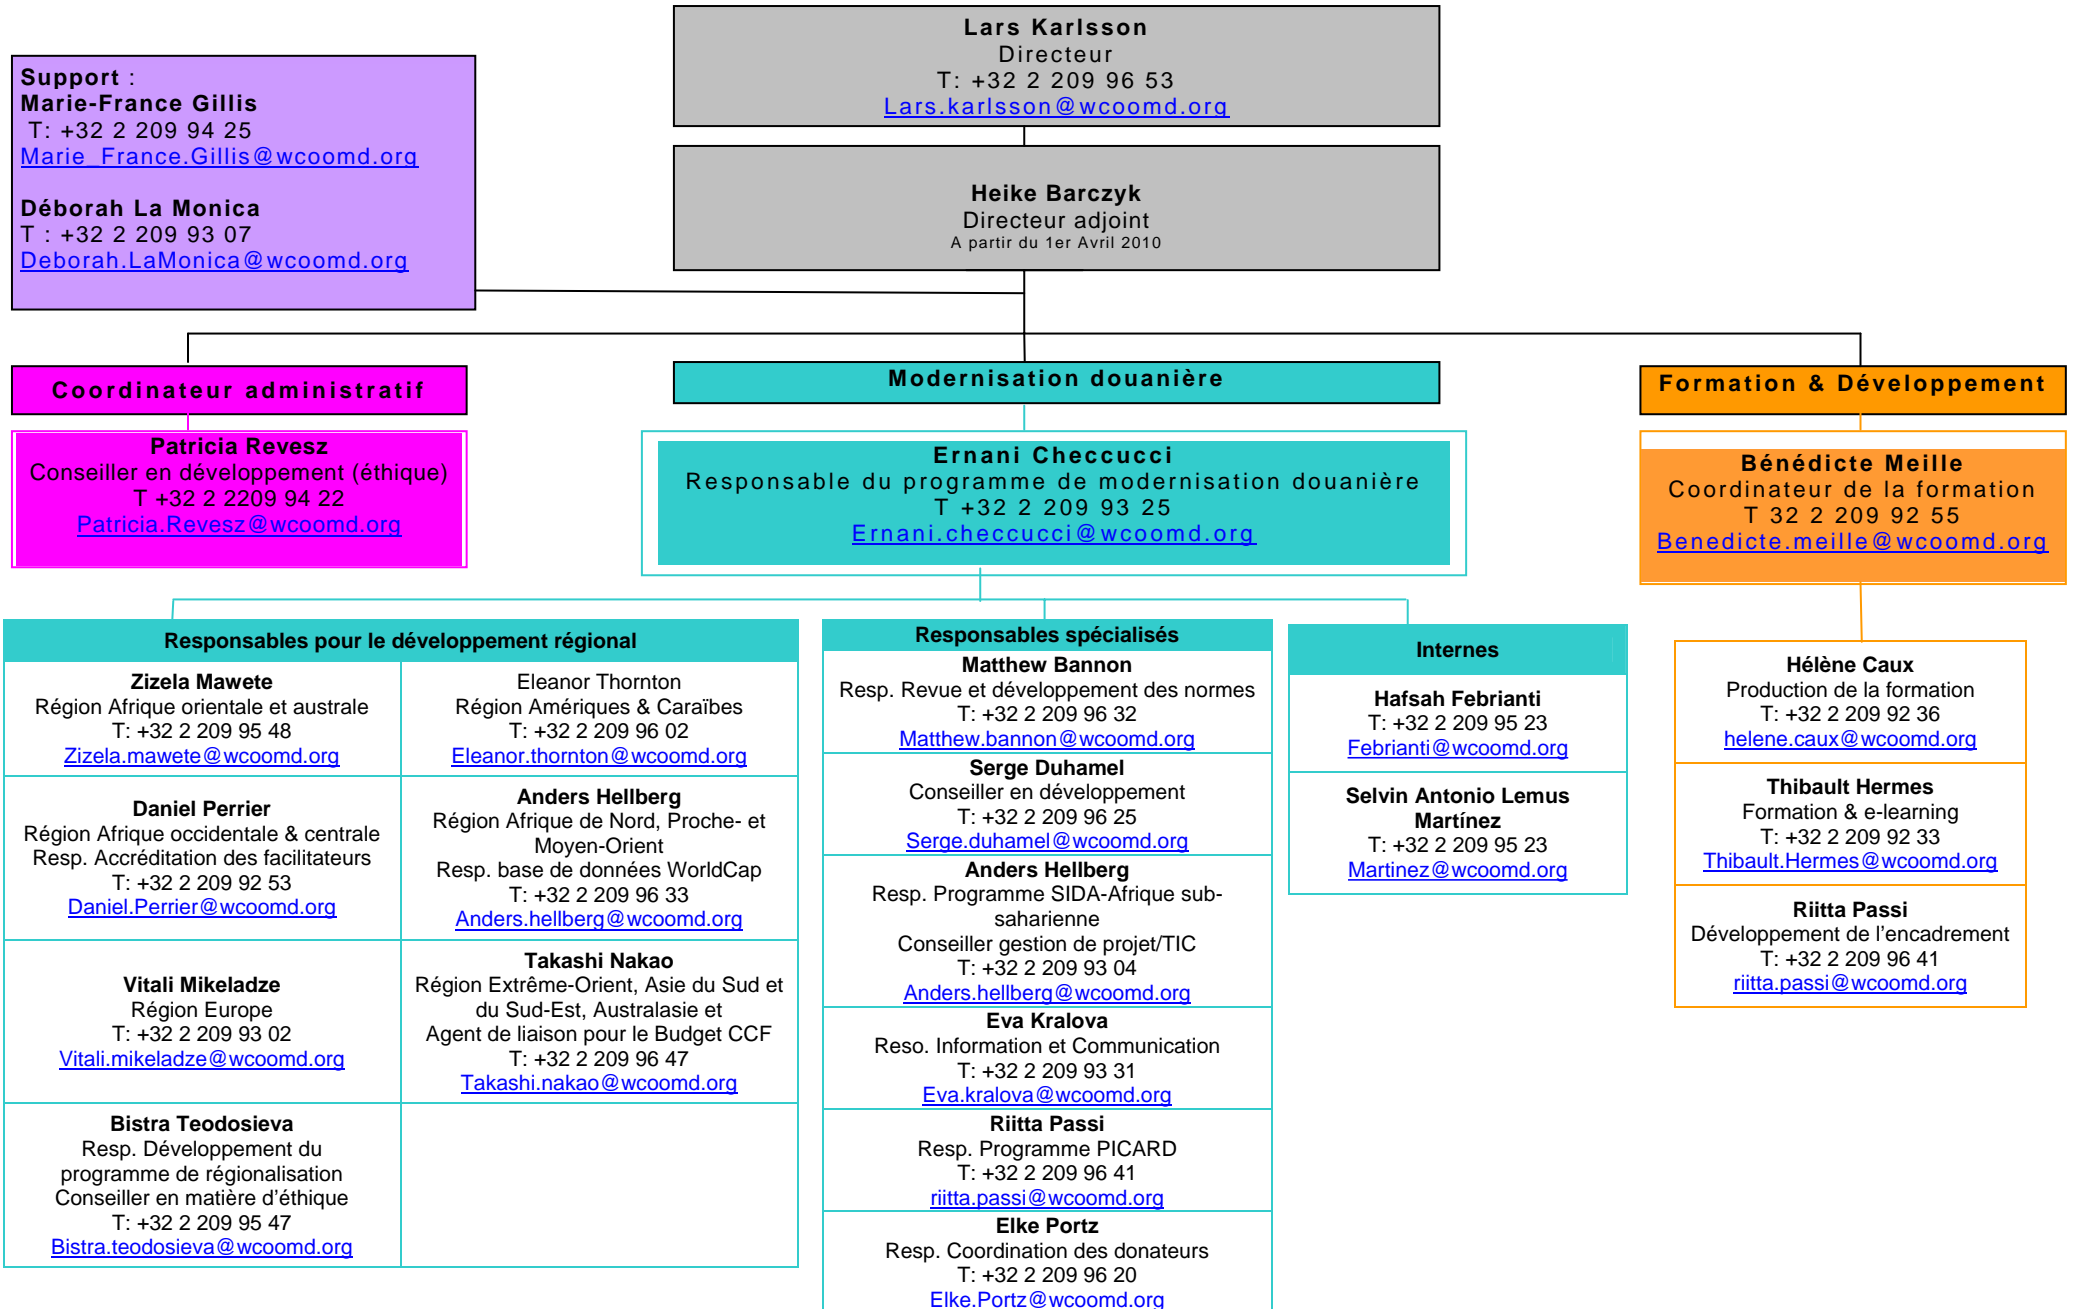 Lars Karlsson
Directeur
T: +32 2 209 96 53
Lars.karlsson@wcoomd.org
Support :
Marie-France Gillis
T: +32 2 209 94 25
Marie_France.Gillis@wcoomd.org
Déborah La Monica
T : +32 2 209 93 07
Deborah.LaMonica@wcoomd.org
Heike Barczyk
Directeur adjoint
A partir du 1er Avril 2010
Coordinateur administratif
Patricia Revesz
Conseiller en développement (éthique)
T +32 2 2209 94 22
Patricia.Revesz@wcoomd.org
Modernisation douanière
Ernani Checcucci
Responsable du programme de modernisation douanière
T +32 2 209 93 25
Ernani.checcucci@wcoomd.org
Formation & Développement
Bénédicte Meille
Coordinateur de la formation
T 32 2 209 92 55
Benedicte.meille@wcoomd.org
Responsables pour le développement régional
Zizela Mawete
Région Afrique orientale et australe
T: +32 2 209 95 48
Zizela.mawete@wcoomd.org
Eleanor Thornton
Région Amériques & Caraïbes
T: +32 2 209 96 02
Eleanor.thornton@wcoomd.org
Daniel Perrier
Région Afrique occidentale & centrale
Resp. Accréditation des facilitateurs
T: +32 2 209 92 53
Daniel.Perrier@wcoomd.org
Anders Hellberg
Région Afrique de Nord, Proche- et
Moyen-Orient
Resp. base de données WorldCap
T: +32 2 209 96 33
Anders.hellberg@wcoomd.org
Vitali Mikeladze
Région Europe
T: +32 2 209 93 02
Vitali.mikeladze@wcoomd.org
Takashi Nakao
Région Extrême-Orient, Asie du Sud et
du Sud-Est, Australasie et
Agent de liaison pour le Budget CCF
T: +32 2 209 96 47
Takashi.nakao@wcoomd.org
Bistra Teodosieva
Resp. Développement du
programme de régionalisation
Conseiller en matière d'éthique
T: +32 2 209 95 47
Bistra.teodosieva@wcoomd.org
Responsables spécialisés
Matthew Bannon
Resp. Revue et développement des normes
T: +32 2 209 96 32
Matthew.bannon@wcoomd.org
Serge Duhamel
Conseiller en développement
T: +32 2 209 96 25
Serge.duhamel@wcoomd.org
Anders Hellberg
Resp. Programme SIDA-Afrique sub-
saharienne
Conseiller gestion de projet/TIC
T: +32 2 209 93 04
Anders.hellberg@wcoomd.org
Eva Kralova
Reso. Information et Communication
T: +32 2 209 93 31
Eva.kralova@wcoomd.org
Riitta Passi
Resp. Programme PICARD
T: +32 2 209 96 41
riitta.passi@wcoomd.org
Elke Portz
Resp. Coordination des donateurs
T: +32 2 209 96 20
Elke.Portz@wcoomd.org
Internes
Hafsah Febrianti
T: +32 2 209 95 23
Febrianti@wcoomd.org
Selvin Antonio Lemus
Martínez
T: +32 2 209 95 23
Martinez@wcoomd.org
Hélène Caux
Production de la formation
T: +32 2 209 92 36
helene.caux@wcoomd.org
Thibault Hermes
Formation & e-learning
T: +32 2 209 92 33
Thibault.Hermes@wcoomd.org
Riitta Passi
Développement de l'encadrement
T: +32 2 209 96 41
riitta.passi@wcoomd.org